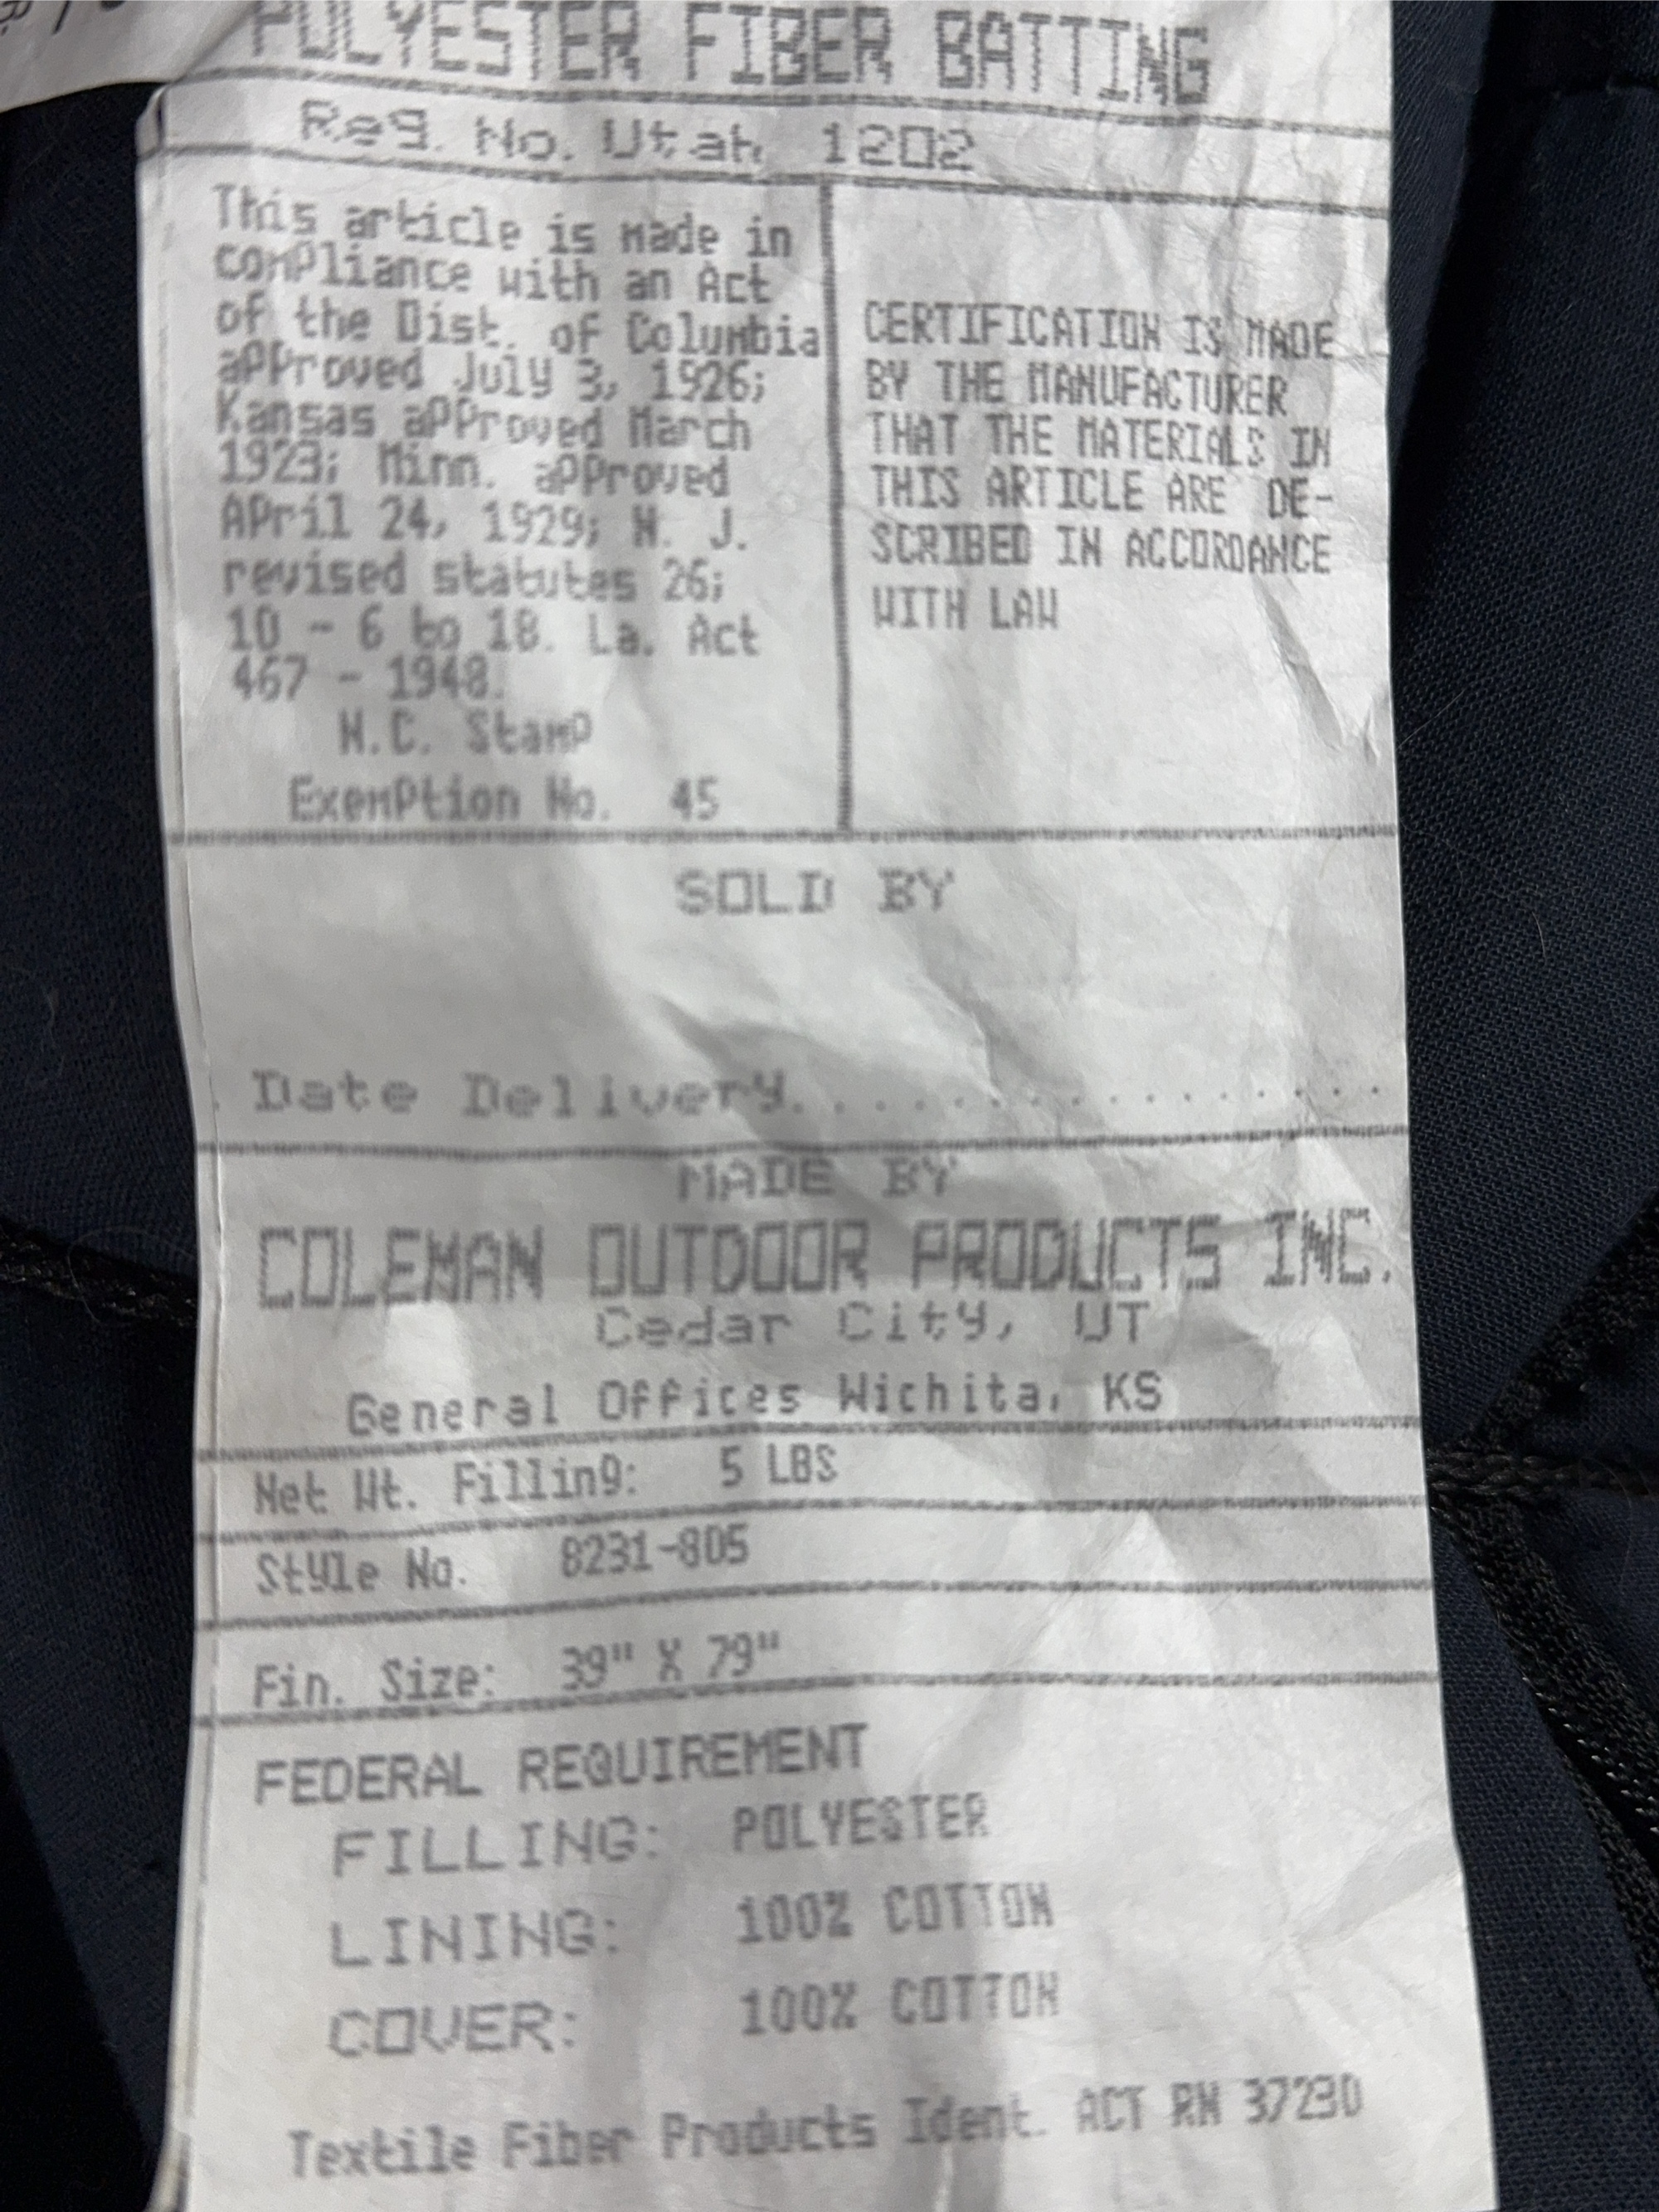 POLYESTER FIBER BATTING
Reg. No. Utah 1202
This article is made in
compliance with an Act
of the Dist. of Columbia
approved July 3, 1926;
Kansas approved March
1923; Minn. approved
April 24, 1929; N. J.
revised statutes 26;
10 - 6 to 18. La. Act
467 - 1948.
N.C. Stamp
Exemption No. 45
CERTIFICATION IS MADE
BY THE MANUFACTURER
THAT THE MATERIALS IN
THIS ARTICLE ARE DE-
SCRIBED IN ACCORDANCE
WITH LAW
SOLD BY
Date Delivery..................
MADE BY
COLEMAN OUTDOOR PRODUCTS INC.
Cedar City, UT
General Offices Wichita, KS
Net Wt. Filling: 5 LBS
Style No. 8231-805
Fin. Size: 39" X 79"
FEDERAL REQUIREMENT
FILLING: POLYESTER
LINING: 100% COTTON
COVER: 100% COTTON
Textile Fiber Products Ident. ACT RN 37230